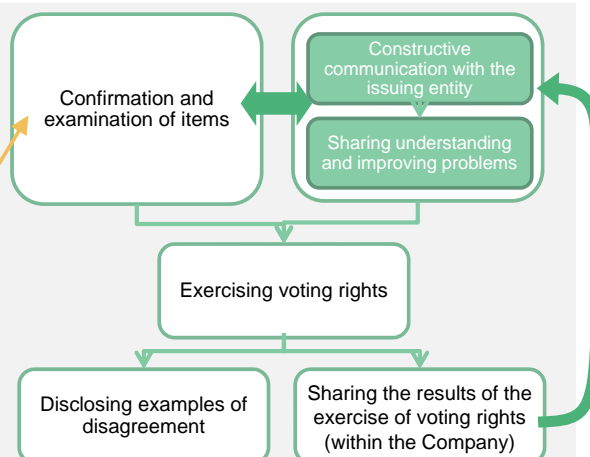 Confirmation and
examination of items
Constructive
communication with the
issuing entity
Sharing understanding
and improving problems
Exercising voting rights
Disclosing examples of
disagreement
Sharing the results of the
exercise of voting rights
(within the Company)